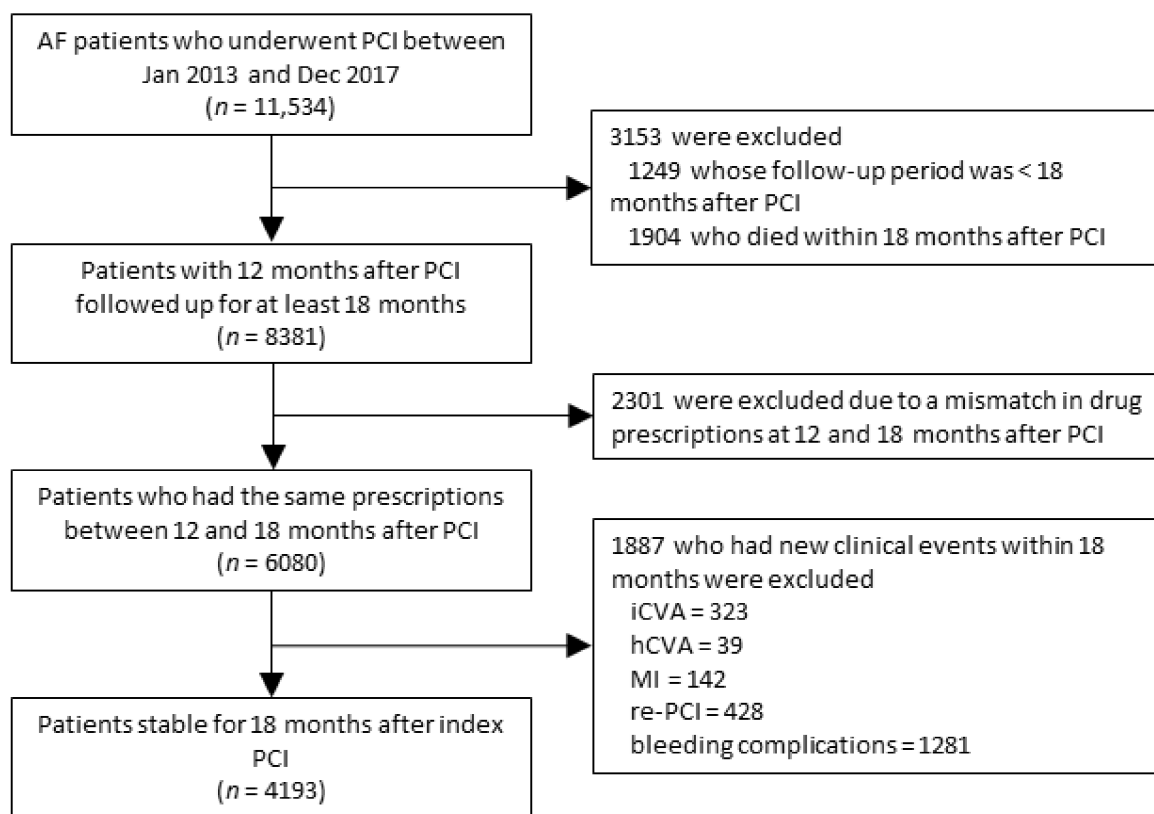 AF patients who underwent PCI between
Jan 2013 and Dec 2017
(n = 11,534)
3153 were excluded
1249 whose follow-up period was < 18
months after PCI
1904 who died within 18 months after PCI
Patients with 12 months after PCI
followed up for at least 18 months
(n = 8381)
2301 were excluded due to a mismatch in drug
prescriptions at 12 and 18 months after PCI
Patients who had the same prescriptions
between 12 and 18 months after PCI
(n = 6080)
1887 who had new clinical events within 18
months were excluded
iCVA = 323
hCVA = 39
MI = 142
re-PCI = 428
bleeding complications = 1281
Patients stable for 18 months after index
PCI
(n = 4193)